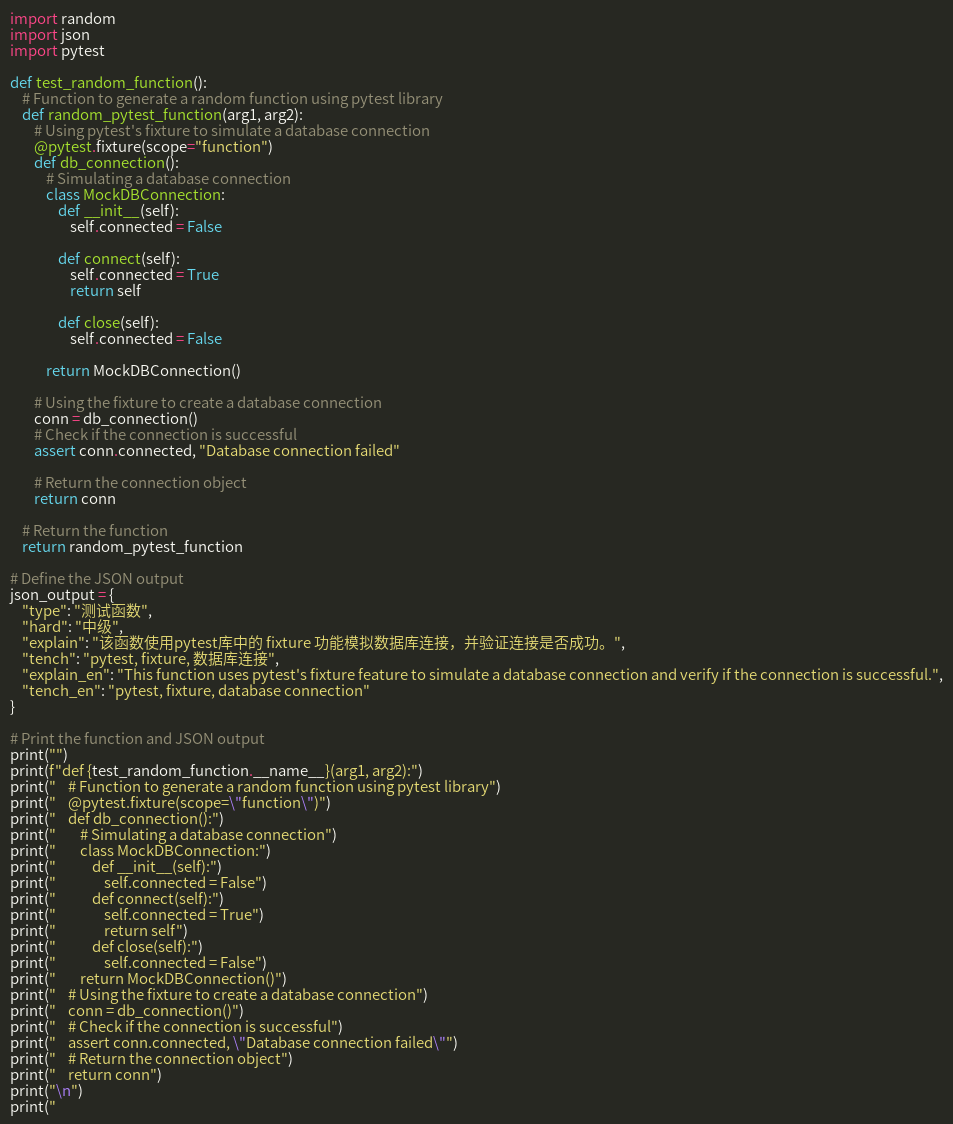 import random
import json
import pytest

def test_random_function():
    # Function to generate a random function using pytest library
    def random_pytest_function(arg1, arg2):
        # Using pytest's fixture to simulate a database connection
        @pytest.fixture(scope="function")
        def db_connection():
            # Simulating a database connection
            class MockDBConnection:
                def __init__(self):
                    self.connected = False

                def connect(self):
                    self.connected = True
                    return self

                def close(self):
                    self.connected = False

            return MockDBConnection()

        # Using the fixture to create a database connection
        conn = db_connection()
        # Check if the connection is successful
        assert conn.connected, "Database connection failed"

        # Return the connection object
        return conn

    # Return the function
    return random_pytest_function

# Define the JSON output
json_output = {
    "type": "测试函数",
    "hard": "中级",
    "explain": "该函数使用pytest库中的 fixture 功能模拟数据库连接，并验证连接是否成功。",
    "tench": "pytest, fixture, 数据库连接",
    "explain_en": "This function uses pytest's fixture feature to simulate a database connection and verify if the connection is successful.",
    "tench_en": "pytest, fixture, database connection"
}

# Print the function and JSON output
print("")
print(f"def {test_random_function.__name__}(arg1, arg2):")
print("    # Function to generate a random function using pytest library")
print("    @pytest.fixture(scope=\"function\")")
print("    def db_connection():")
print("        # Simulating a database connection")
print("        class MockDBConnection:")
print("            def __init__(self):")
print("                self.connected = False")
print("            def connect(self):")
print("                self.connected = True")
print("                return self")
print("            def close(self):")
print("                self.connected = False")
print("        return MockDBConnection()")
print("    # Using the fixture to create a database connection")
print("    conn = db_connection()")
print("    # Check if the connection is successful")
print("    assert conn.connected, \"Database connection failed\"")
print("    # Return the connection object")
print("    return conn")
print("\n")
print("